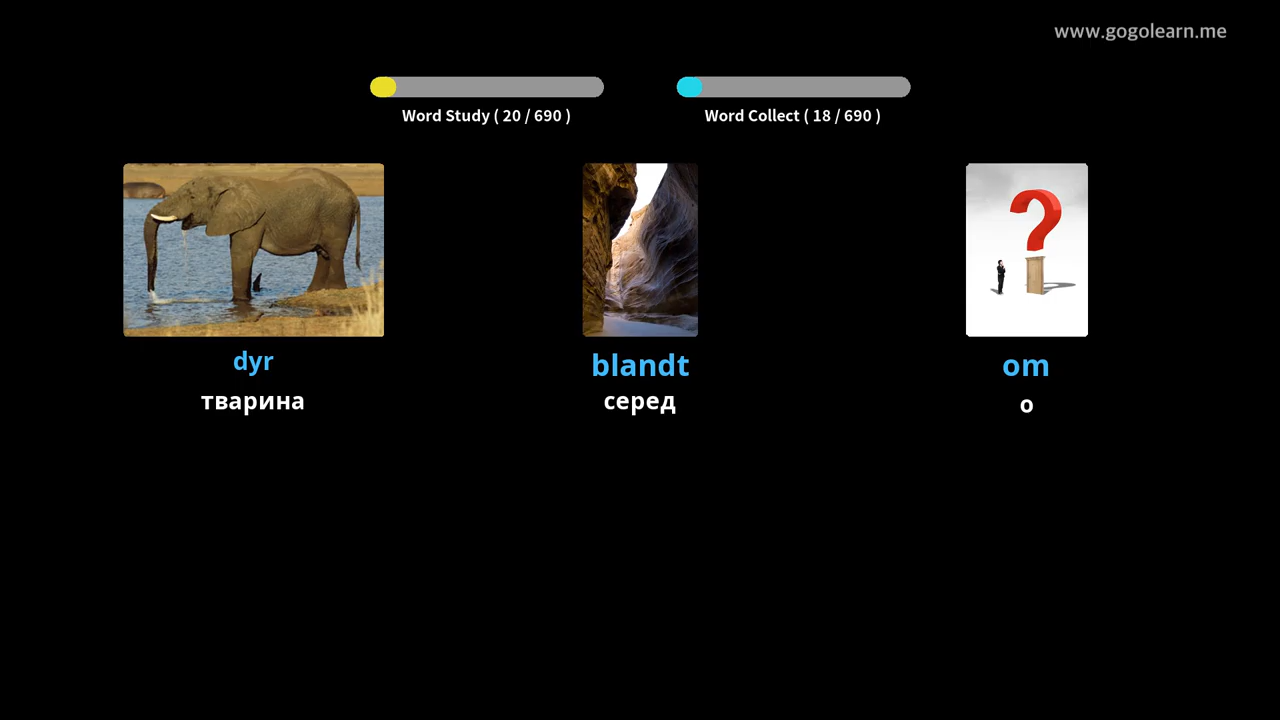 www.gogolearn.me
Word Study ( 20 / 690 )
Word Collect ( 18 / 690 )
dyr
blandt
om
тварина
серед
о